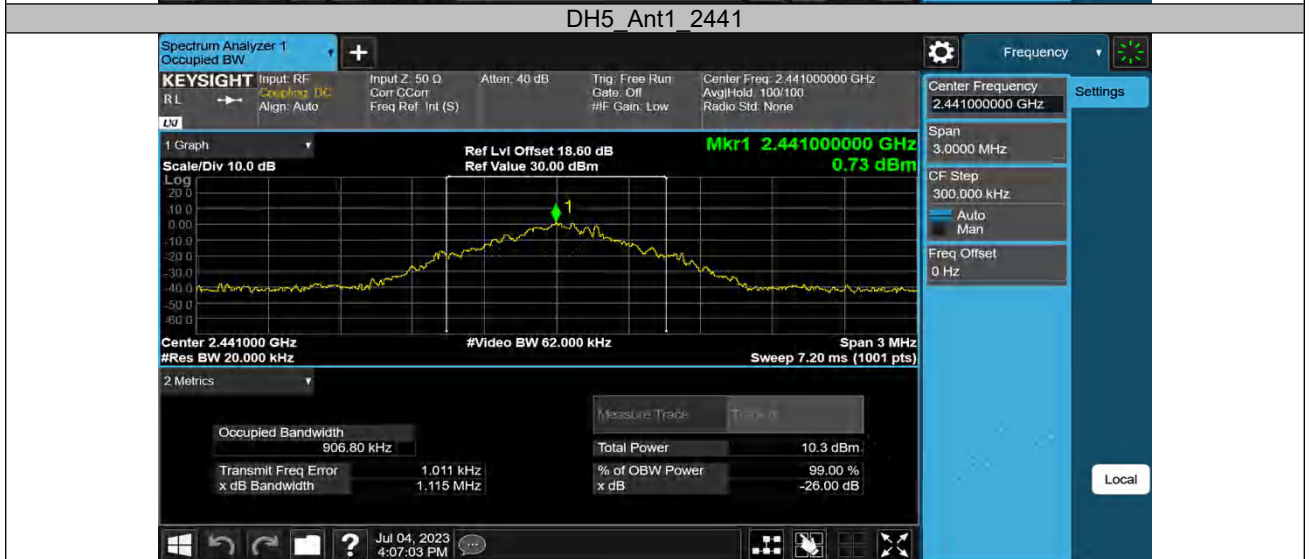 DH5_Ant1_2441
Spectrum Analyzer 1
Occupied BW
Frequency
KEYSIGHT
RL
LXI
Input: RF
Coupling: DC
Align: Auto
Input Z: 50 Ω
Corr CCorr
Freq Ref: Int (S)
Atten: 40 dB
Trig: Free Run
Gate: Off
#IF Gain: Low
Center Freq: 2.441000000 GHz
Avg|Hold: 100/100
Radio Std: None
Center Frequency
2.441000000 GHz
Settings
Span
3.0000 MHz
CF Step
300.000 kHz
Auto
Man
Freq Offset
0 Hz
Local
1 Graph
Scale/Div 10.0 dB
Ref Lvl Offset 18.60 dB
Ref Value 30.00 dBm
Mkr1 2.441000000 GHz
0.73 dBm
Log
20.0
10.0
0.00
-10.0
-20.0
-30.0
-40.0
-50.0
-60.0
1
Center 2.441000 GHz
#Video BW 62.000 kHz
Span 3 MHz
#Res BW 20.000 kHz
Sweep 7.20 ms (1001 pts)
2 Metrics
Measure Trace
Occupied Bandwidth
906.80 kHz
Total Power 10.3 dBm
Transmit Freq Error 1.011 kHz
% of OBW Power 99.00 %
x dB Bandwidth 1.115 MHz
x dB -26.00 dB
?
Jul 04, 2023
4:07:03 PM